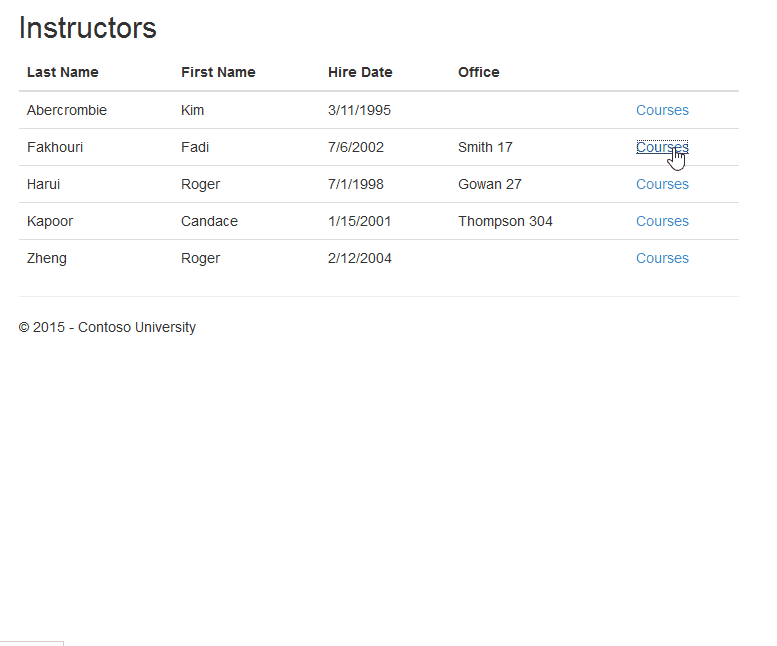 Instructors
Last Name First Name Hire Date Office
Abercrombie Kim 3/11/1995 Courses
Fakhouri Fadi 7/6/2002 Smith 17 Courses
Harui Roger 7/1/1998 Gowan 27 Courses
Kapoor Candace 1/15/2001 Thompson 304 Courses
Zheng Roger 2/12/2004 Courses
© 2015 - Contoso University